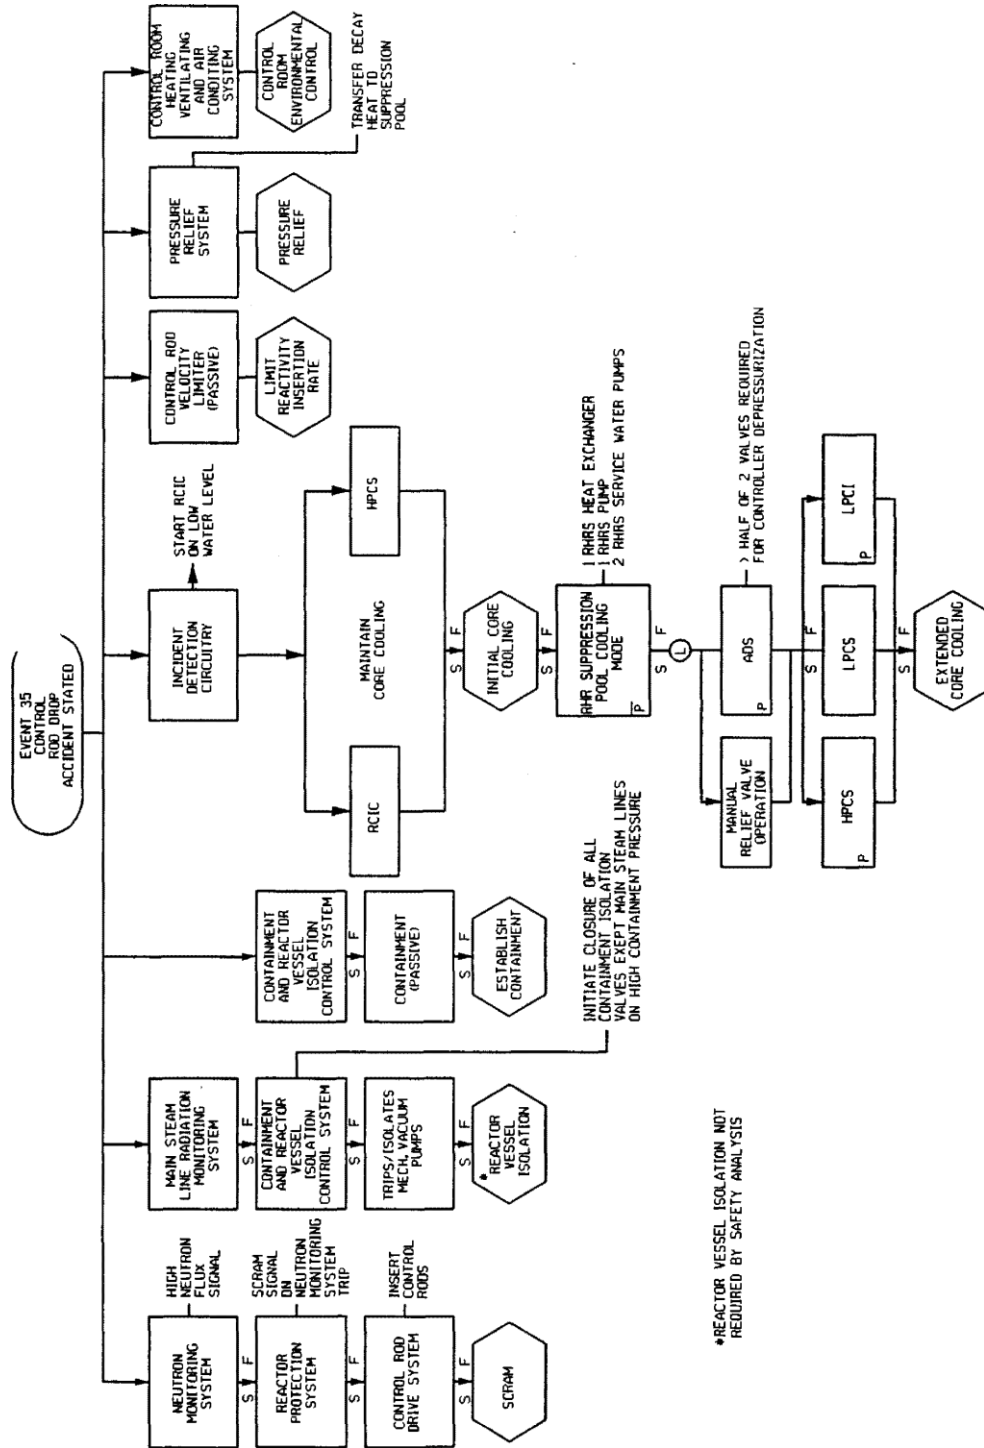 EVENT 35
CONTROL
ROD DROP
ACCIDENT STATED
NEUTRON
MONITORING
SYSTEM
HIGH
NEUTRON
FLUX
SIGNAL
S F
REACTOR
PROTECTION
SYSTEM
SCRAM
SIGNAL
ON
NEUTRON
MONITORING
SYSTEM
TRIP
S F
CONTROL ROD
DRIVE SYSTEM
INSERT
CONTROL
RODS
S F
SCRAM
MAIN STEAM
LINE RADIATION
MONITORING
SYSTEM
S F
CONTAINMENT
AND REACTOR
VESSEL
ISOLATION
CONTROL SYSTEM
INITIATE CLOSURE OF ALL
CONTAINMENT ISOLATION
VALVES EXEPT MAIN STEAM LINES
ON HIGH CONTAINMENT PRESSURE
S F
TRIPS/ISOLATES
MECH. VACUUM
PUMPS
S F
*REACTOR
VESSEL
ISOLATION
CONTAINMENT
AND REACTOR
VESSEL
ISOLATION
CONTROL SYSTEM
S F
CONTAINMENT
(PASSIVE)
S F
ESTABLISH
CONTAINMENT
INCIDENT
DETECTION
CIRCUITRY
START RCIC
ON LOW
WATER LEVEL
RCIC
MAINTAIN
CORE COOLING
HPCS
S F
INITIAL CORE
COOLING
S F
RHR SUPPRESSION
POOL COOLING
MODE
P
1 RHRS HEAT EXCHANGER
1 RHRS PUMP
2 RHRS SERVICE WATER PUMPS
S F
L
MANUAL
RELIEF VALVE
OPERATION
ADS
P
> HALF OF 2 VALVES REQUIRED
FOR CONTROLLER DEPRESSURIZATION
S F
HPCS
P
LPCS
LPCI
P
S F
EXTENDED
CORE COOLING
CONTROL ROD
VELOCITY
LIMITER
(PASSIVE)
LIMIT
REACTIVITY
INSERTION
RATE
PRESSURE
RELIEF
SYSTEM
PRESSURE
RELIEF
TRANSFER DECAY
HEAT TO
SUPPRESSION
POOL
CONTROL ROOM
HEATING
VENTILATING
AND AIR
CONDITING
SYSTEM
CONTROL
ROOM
ENVIRONMENTAL
CONTROL
*REACTOR VESSEL ISOLATION NOT
REQUIRED BY SAFETY ANALYSIS